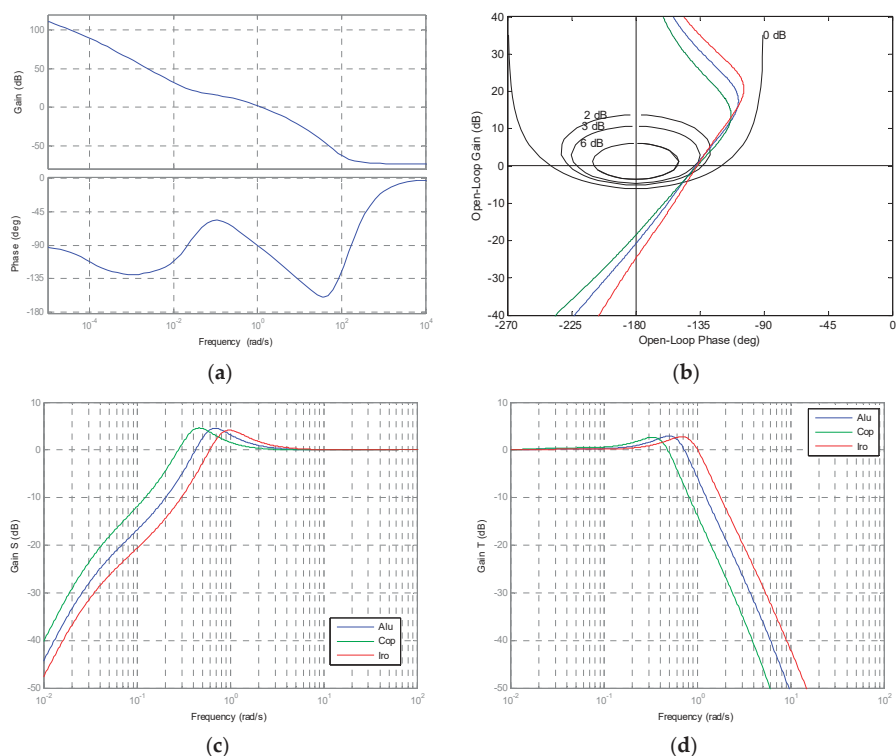 100
50
0
-50
Gain (dB)
0
-45
-90
-135
-180
Phase (deg)
10^-4
10^-2
10^0
10^2
10^4
Frequency (rad/s)
(a)
40
30
20
10
0
-10
-20
-30
-40
Open-Loop Gain (dB)
0 dB
2 dB
3 dB
6 dB
-270
-225
-180
-135
-90
-45
0
Open-Loop Phase (deg)
(b)
10
0
-10
-20
-30
-40
-50
Gain S (dB)
Alu
Cop
Iro
10^-2
10^-1
10^0
10^1
10^2
Frequency (rad/s)
(c)
10
0
-10
-20
-30
-40
-50
Gain T (dB)
Alu
Cop
Iro
10^-2
10^-1
10^0
10^1
10^2
Frequency (rad/s)
(d)